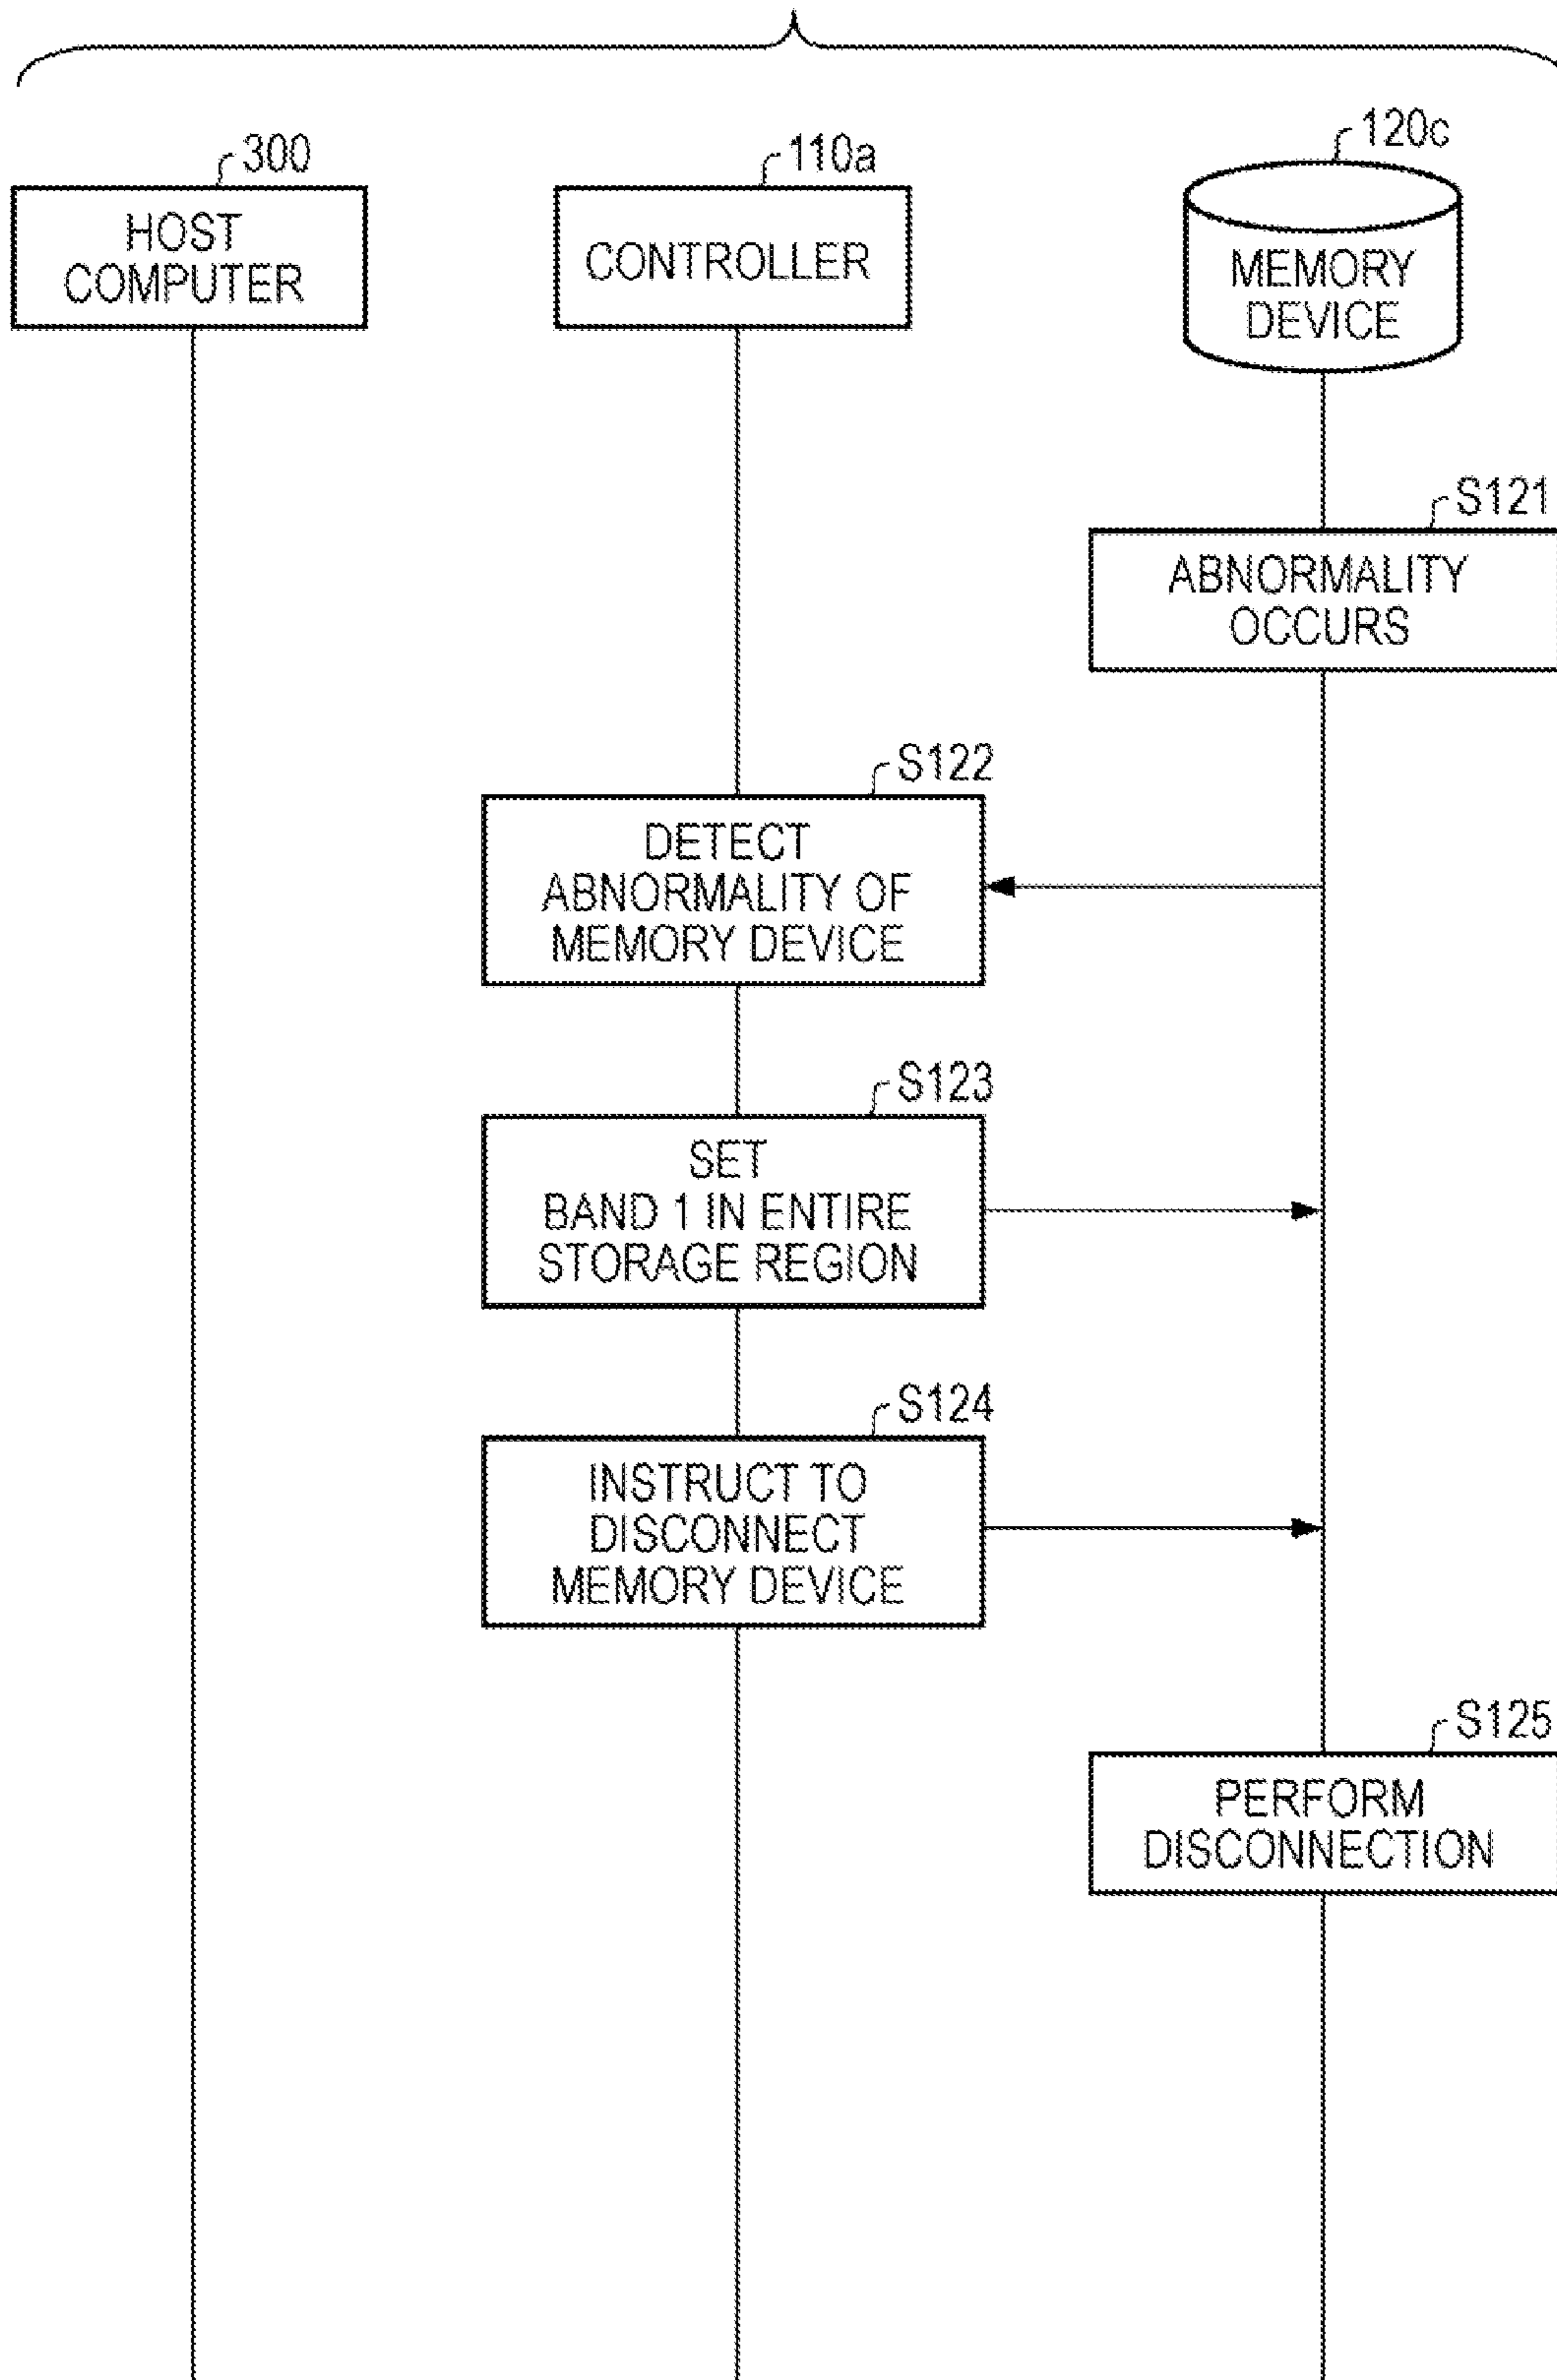 300
HOST
COMPUTER
110a
CONTROLLER
120c
MEMORY
DEVICE
S121
ABNORMALITY
OCCURS
S122
DETECT
ABNORMALITY OF
MEMORY DEVICE
S123
SET
BAND 1 IN ENTIRE
STORAGE REGION
S124
INSTRUCT TO
DISCONNECT
MEMORY DEVICE
S125
PERFORM
DISCONNECTION